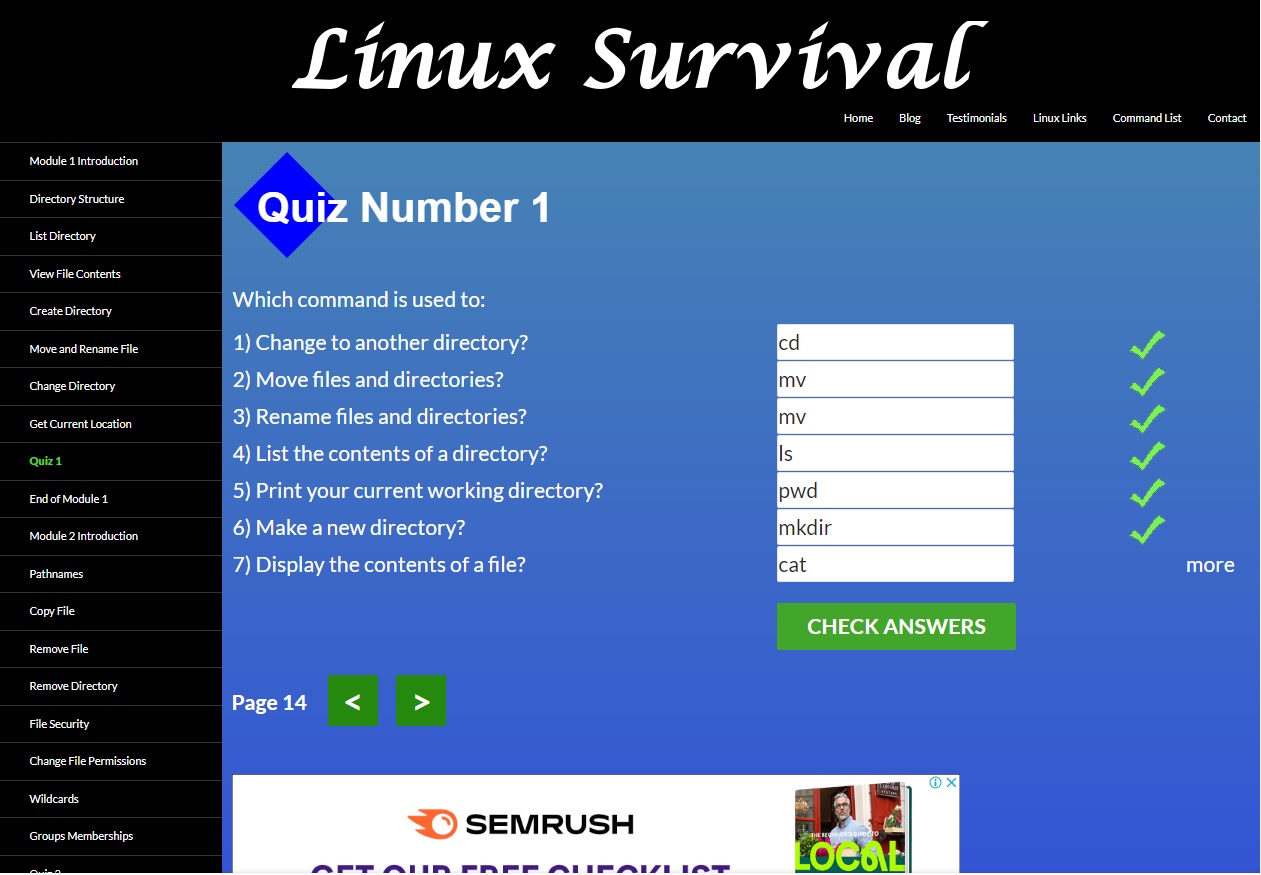 Linux Survival
Home Blog Testimonials Linux Links Command List Contact
Module 1 Introduction
Directory Structure
List Directory
View File Contents
Create Directory
Move and Rename File
Change Directory
Get Current Location
Quiz 1
End of Module 1
Module 2 Introduction
Pathnames
Copy File
Remove File
Remove Directory
File Security
Change File Permissions
Wildcards
Groups Memberships
Quiz Number 1
Which command is used to:
1) Change to another directory? cd
2) Move files and directories? mv
3) Rename files and directories? mv
4) List the contents of a directory? ls
5) Print your current working directory? pwd
6) Make a new directory? mkdir
7) Display the contents of a file? cat more
CHECK ANSWERS
Page 14 < >
SEMRUSH
GET OUR FREE CHECKLIST
LOCAL